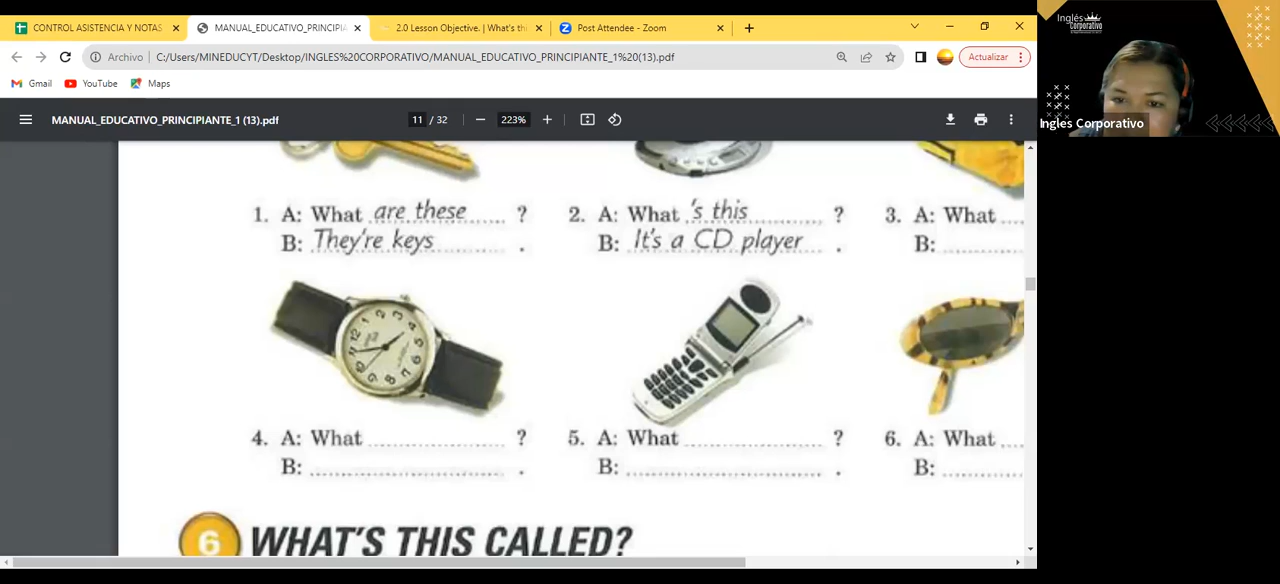 CONTROL ASISTENCIA Y NOTAS
MANUAL_EDUCATIVO_PRINCIPI
2.0 Lesson Objective. | What's th
Post Attendee - Zoom
Archivo
C:/Users/MINEDUCYT/Desktop/INGLES%20CORPORATIVO/MANUAL_EDUCATIVO_PRINCIPIANTE_1%20(13).pdf
Actualizar
Gmail
YouTube
Maps
MANUAL_EDUCATIVO_PRINCIPIANTE_1 (13).pdf
11 / 32
223%
Inglés
Corporativo
Ingles Corporativo
1. A: What are these ?
B: They're keys .
2. A: What 's this ?
B: It's a CD player .
3. A: What
B:
4. A: What ?
B: .
5. A: What ?
B: .
6. A: What
B:
6 WHAT'S THIS CALLED?